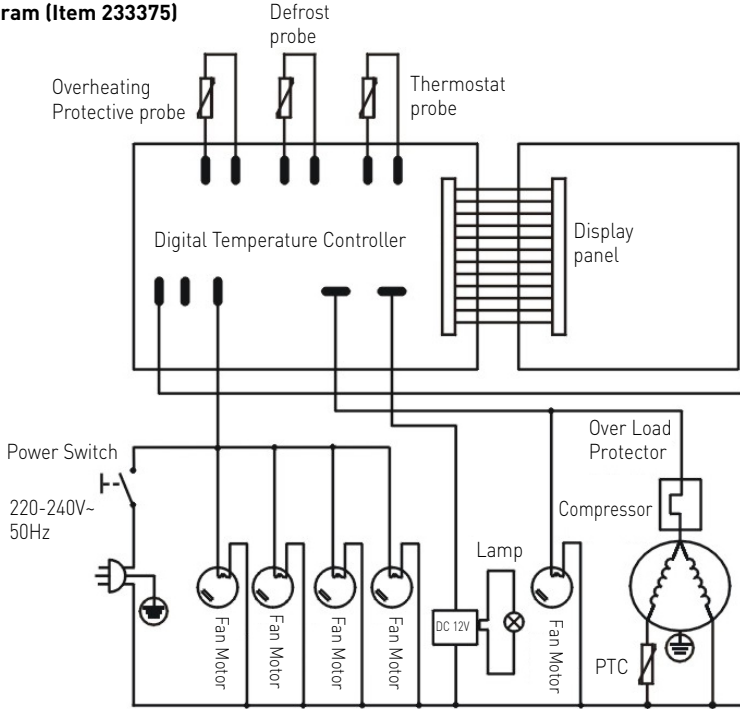 ram (Item 233375)
Defrost
probe
Overheating
Protective probe
Thermostat
probe
Digital Temperature Controller
Display
panel
Power Switch
220-240V~
50Hz
Over Load
Protector
Compressor
Lamp
DC 12V
Fan Motor
Fan Motor
Fan Motor
Fan Motor
Fan Motor
PTC